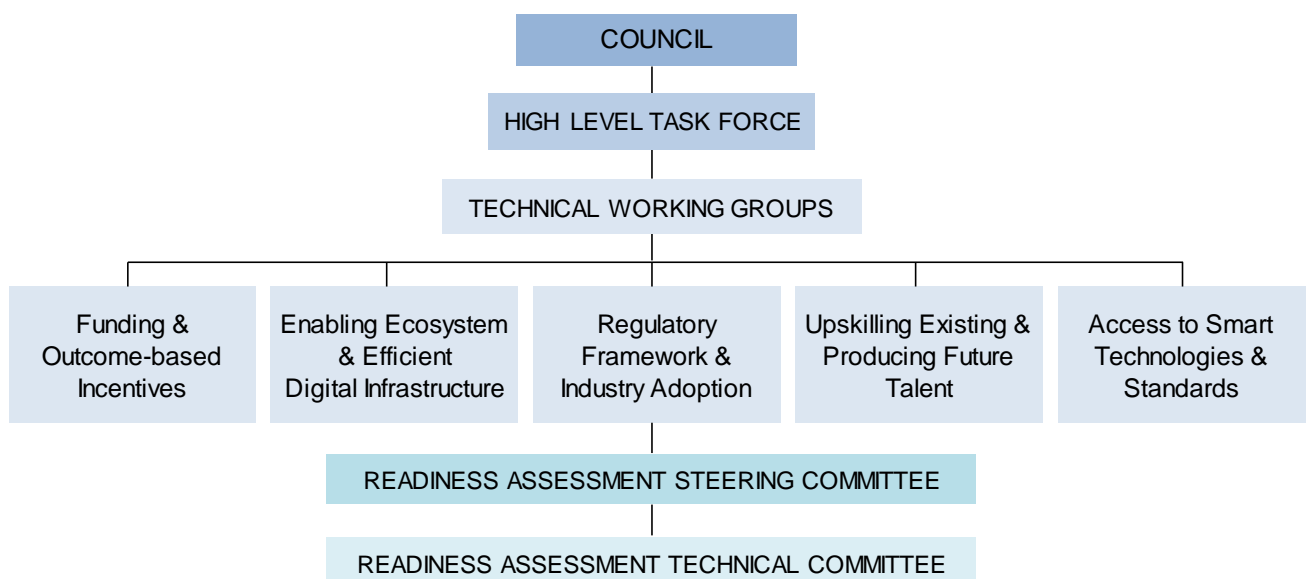 COUNCIL
HIGH LEVEL TASK FORCE
TECHNICAL WORKING GROUPS
Funding &
Outcome-based
Incentives
Enabling Ecosystem
& Efficient
Digital Infrastructure
Regulatory
Framework &
Industry Adoption
Upskilling Existing &
Producing Future
Talent
Access to Smart
Technologies &
Standards
READINESS ASSESSMENT STEERING COMMITTEE
READINESS ASSESSMENT TECHNICAL COMMITTEE